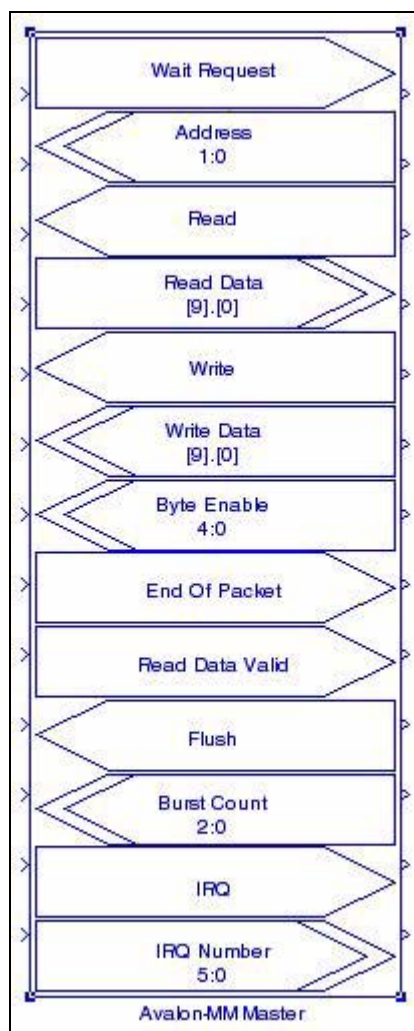 Wait Request
Address
1:0
Read
Read Data
[9].[0]
Write
Write Data
[9].[0]
Byte Enable
4:0
End Of Packet
Read Data Valid
Flush
Burst Count
2:0
IRQ
IRQ Number
5:0
Avalon-MM Master